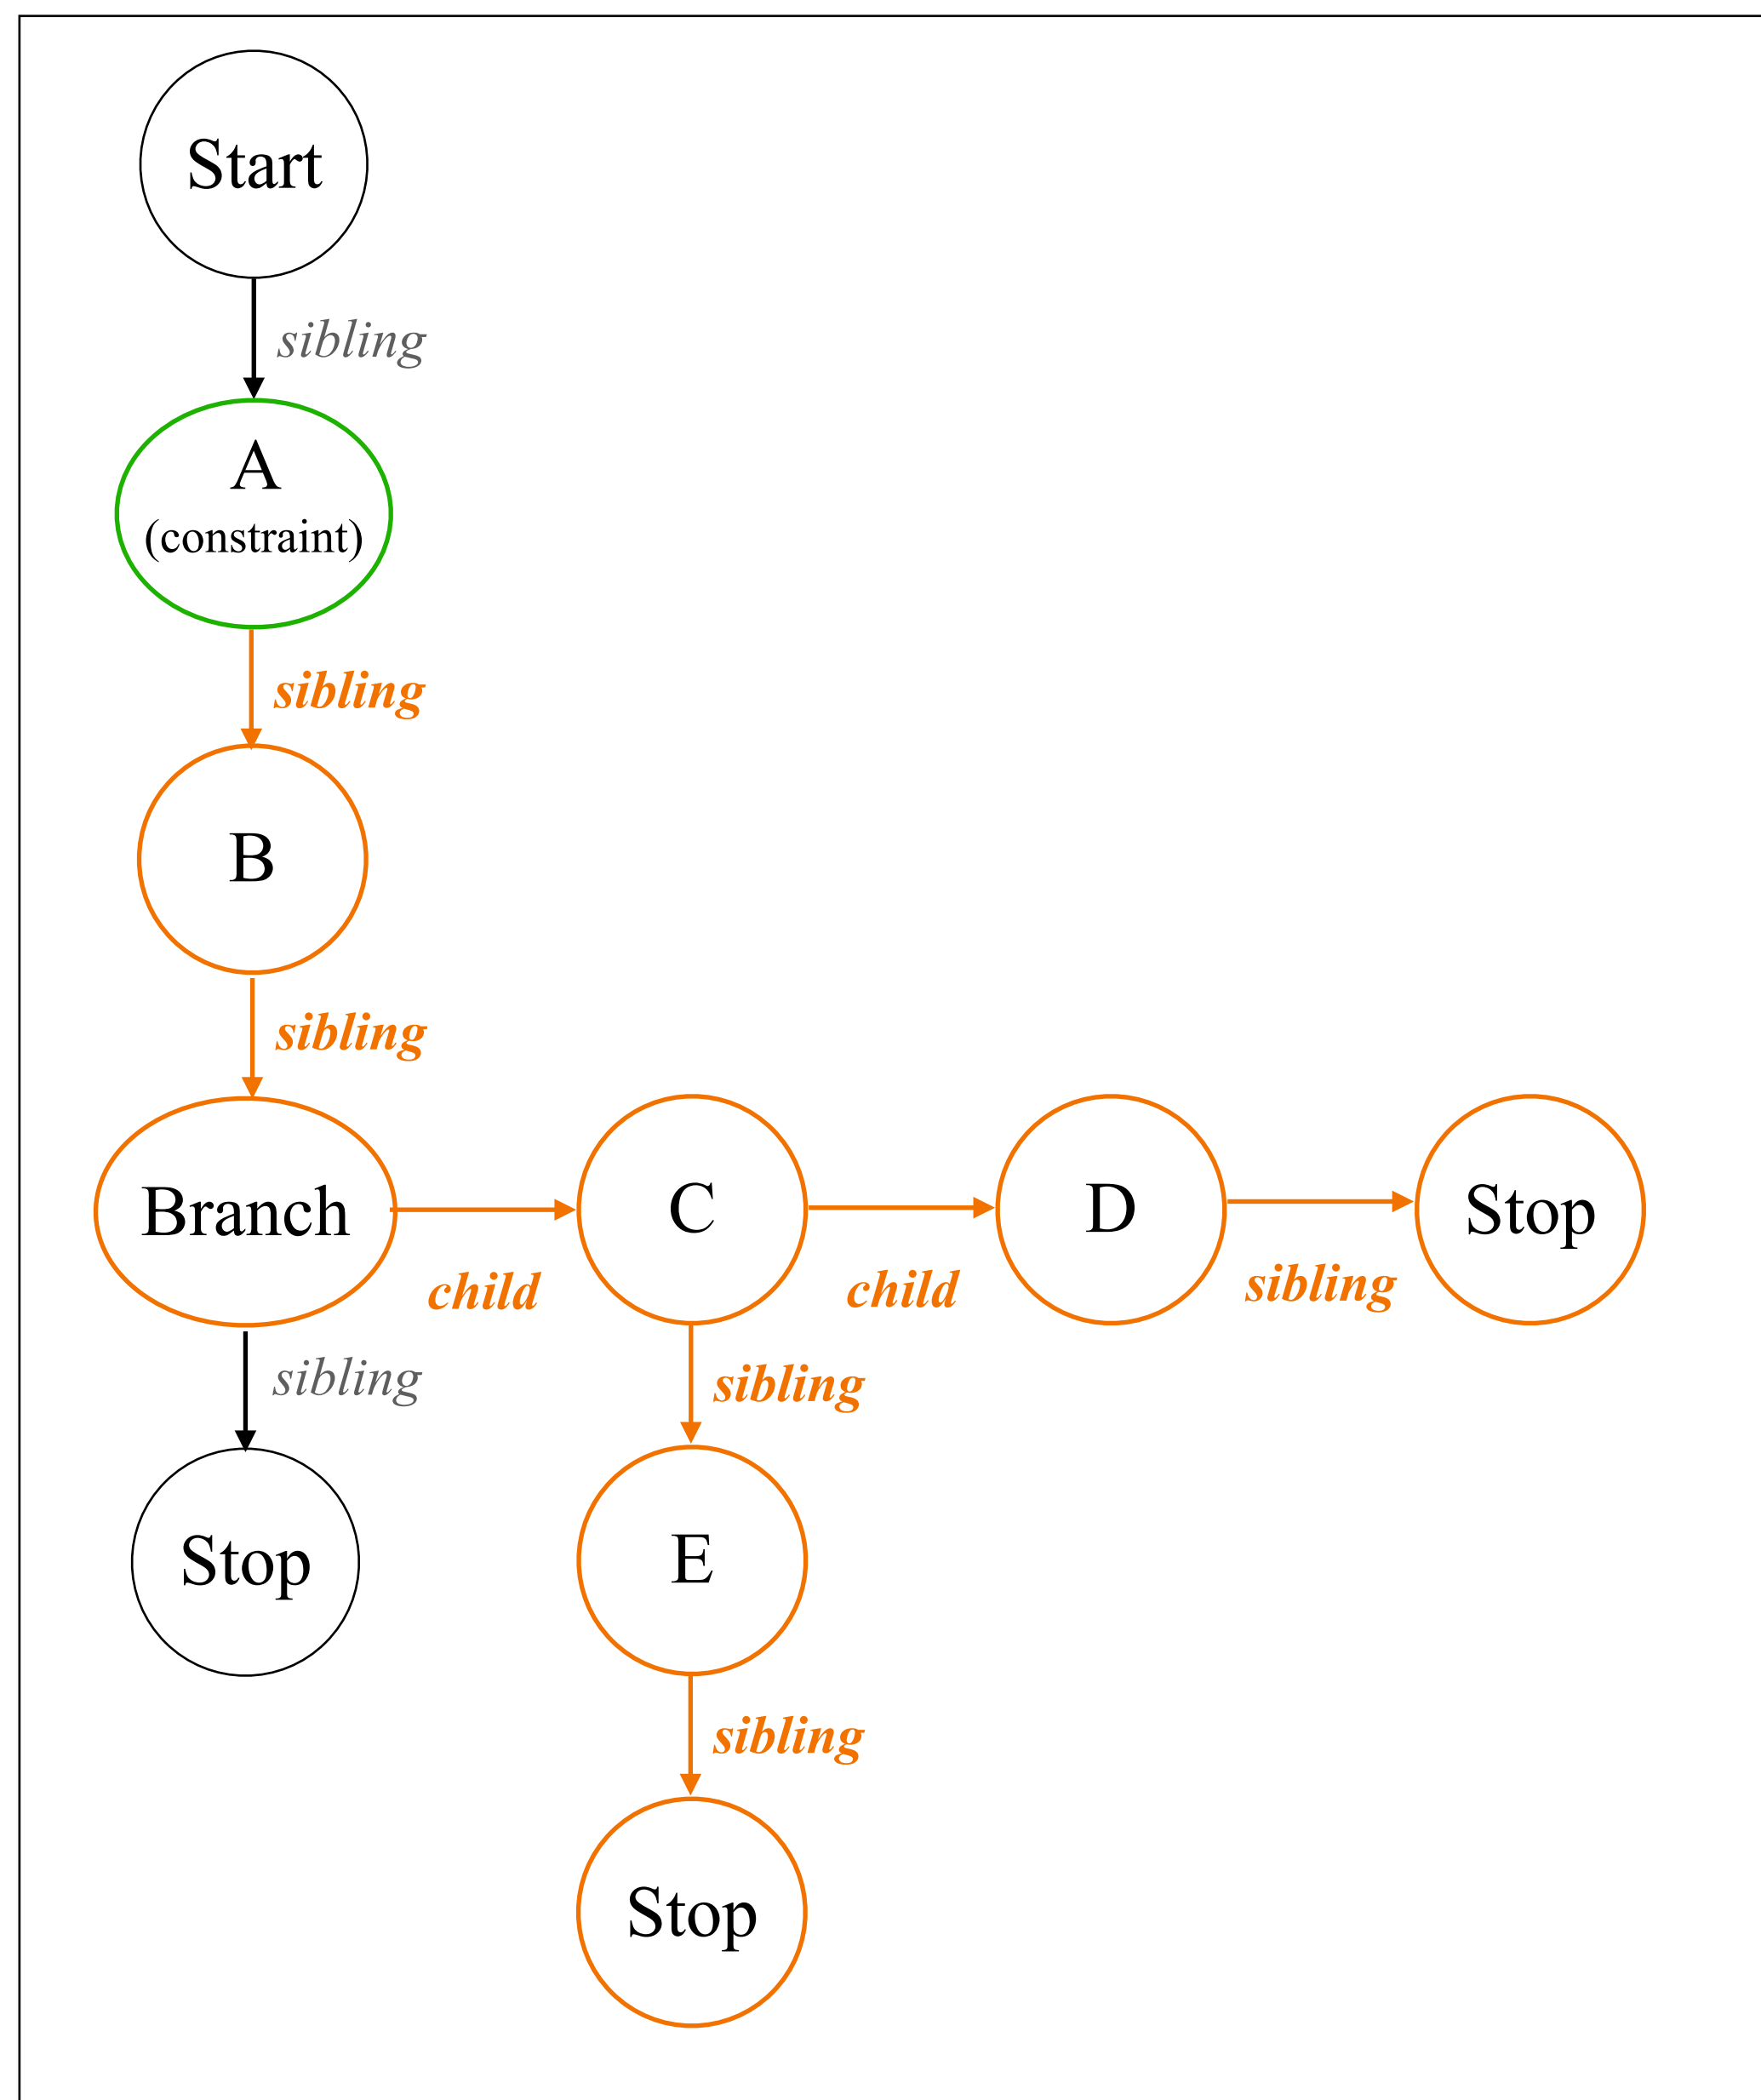 Start
sibling
A
(constraint)
sibling
B
sibling
Branch
child
C
child
D
sibling
Stop
sibling
sibling
Stop
E
sibling
Stop